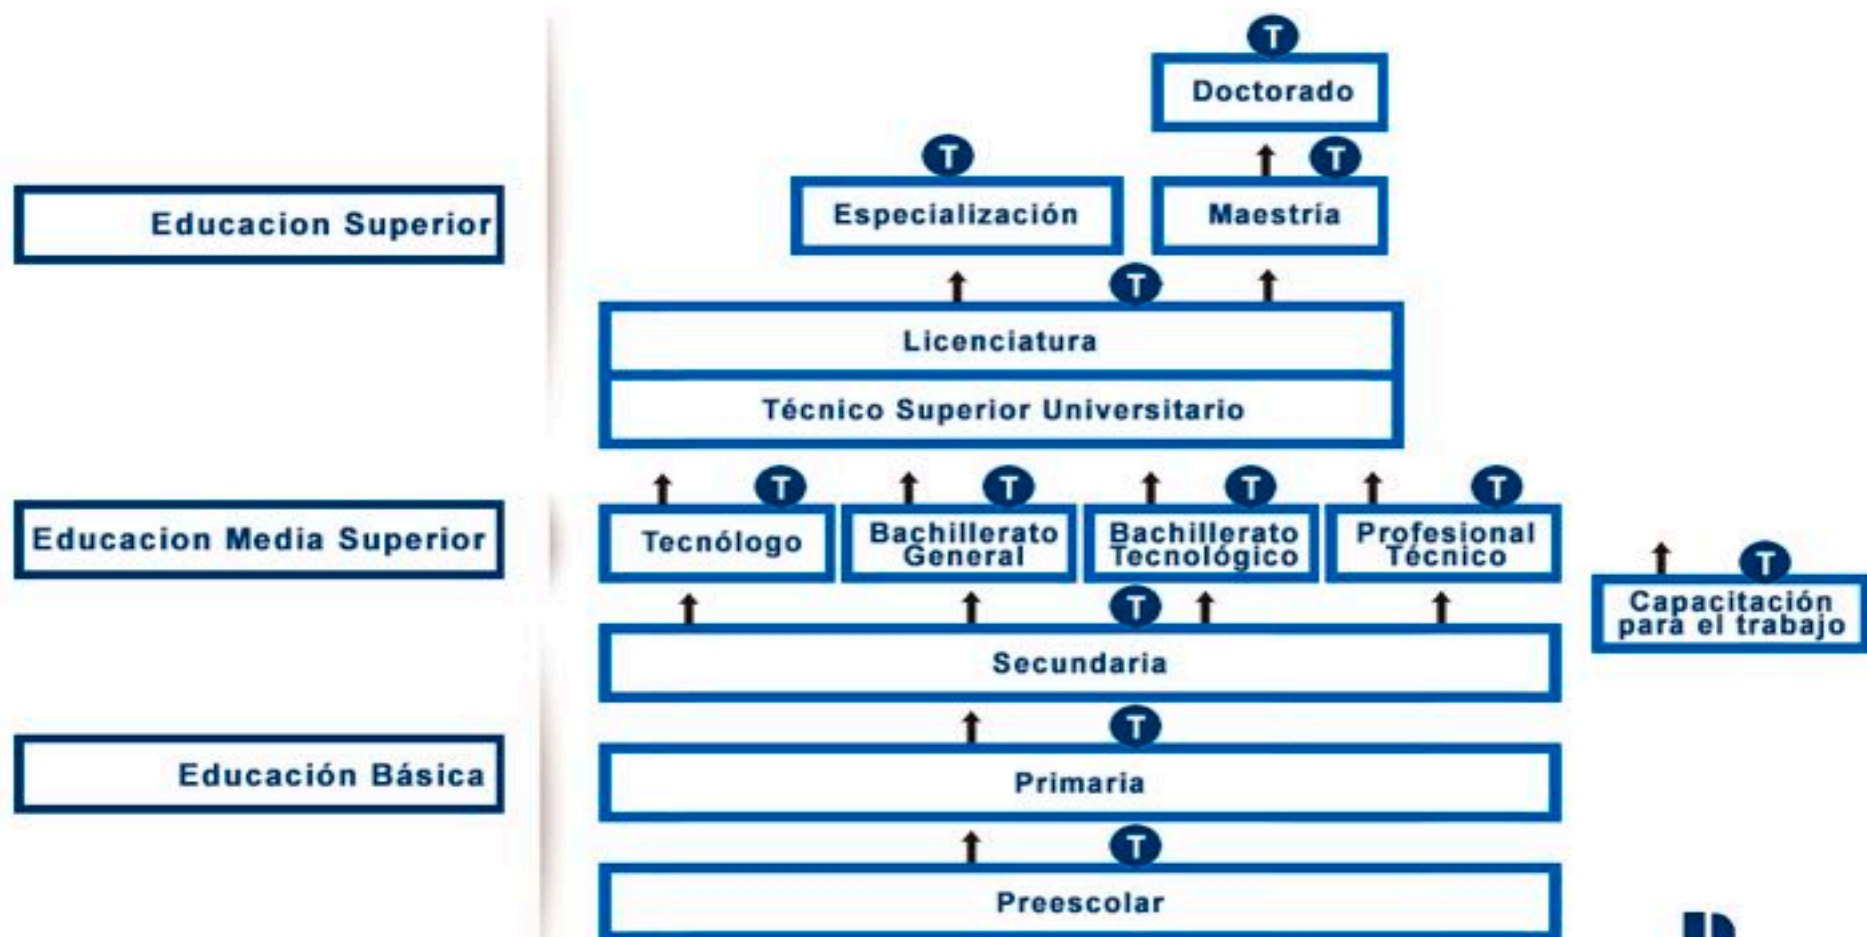 T
Doctorado
T
T
Educacion Superior
Especialización
Maestría
T
Licenciatura
Técnico Superior Universitario
T
T
T
T
Educacion Media Superior
Tecnólogo
Bachillerato
General
Bachillerato
Tecnológico
Profesional
Técnico
T
Capacitación
para el trabajo
T
Secundaria
T
Educación Básica
Primaria
T
Preescolar